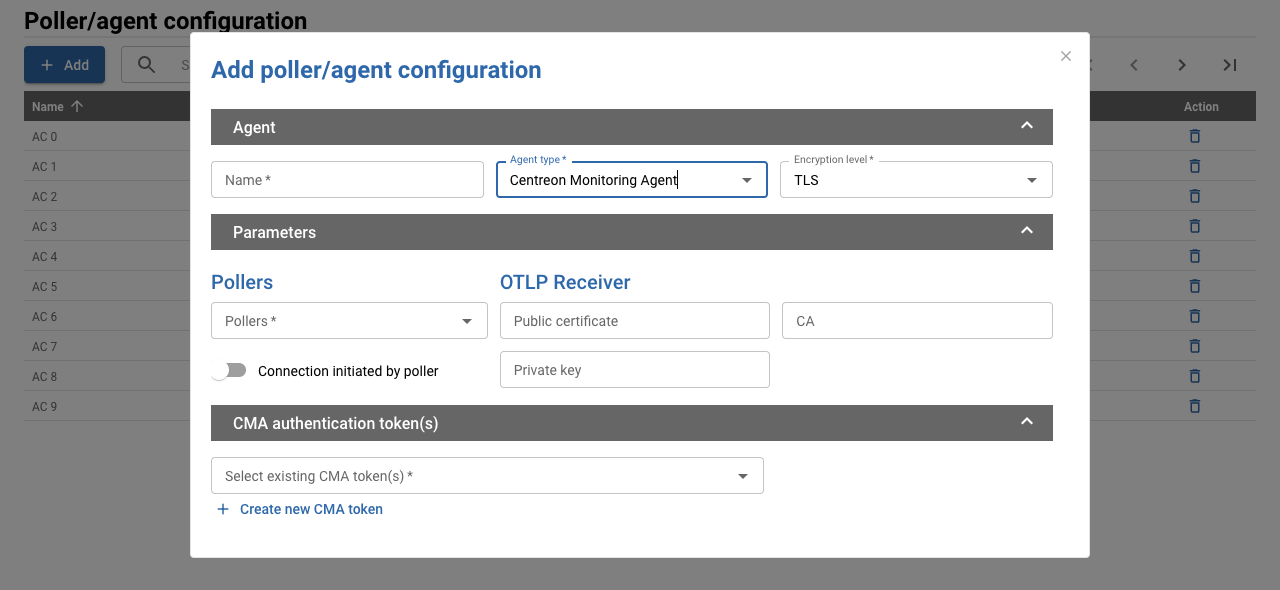 Poller/agent configuration
Add
S
Name
Action
AC 0
AC 1
AC 2
AC 3
AC 4
AC 5
AC 6
AC 7
AC 8
AC 9
Add poller/agent configuration
Agent
Name *
Agent type *
Centreon Monitoring Agent
Encryption level *
TLS
Parameters
Pollers
OTLP Receiver
Pollers *
Public certificate
CA
Connection initiated by poller
Private key
CMA authentication token(s)
Select existing CMA token(s) *
Create new CMA token